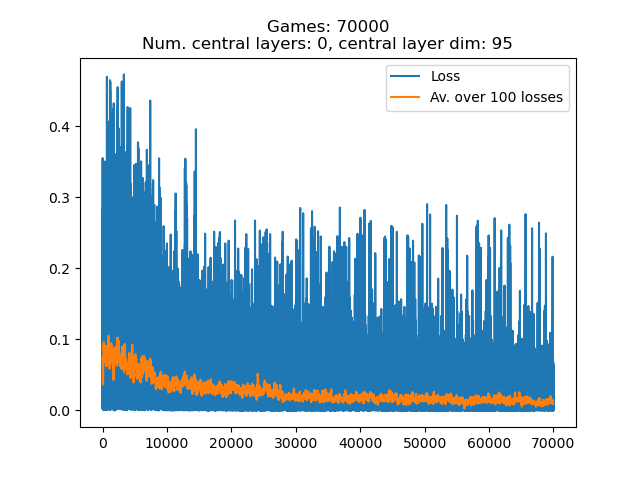 Games: 70000
Num. central layers: 0, central layer dim: 95
Loss
Av. over 100 losses
0.4
0.3
0.2
0.1
0.0
0 10000 20000 30000 40000 50000 60000 70000